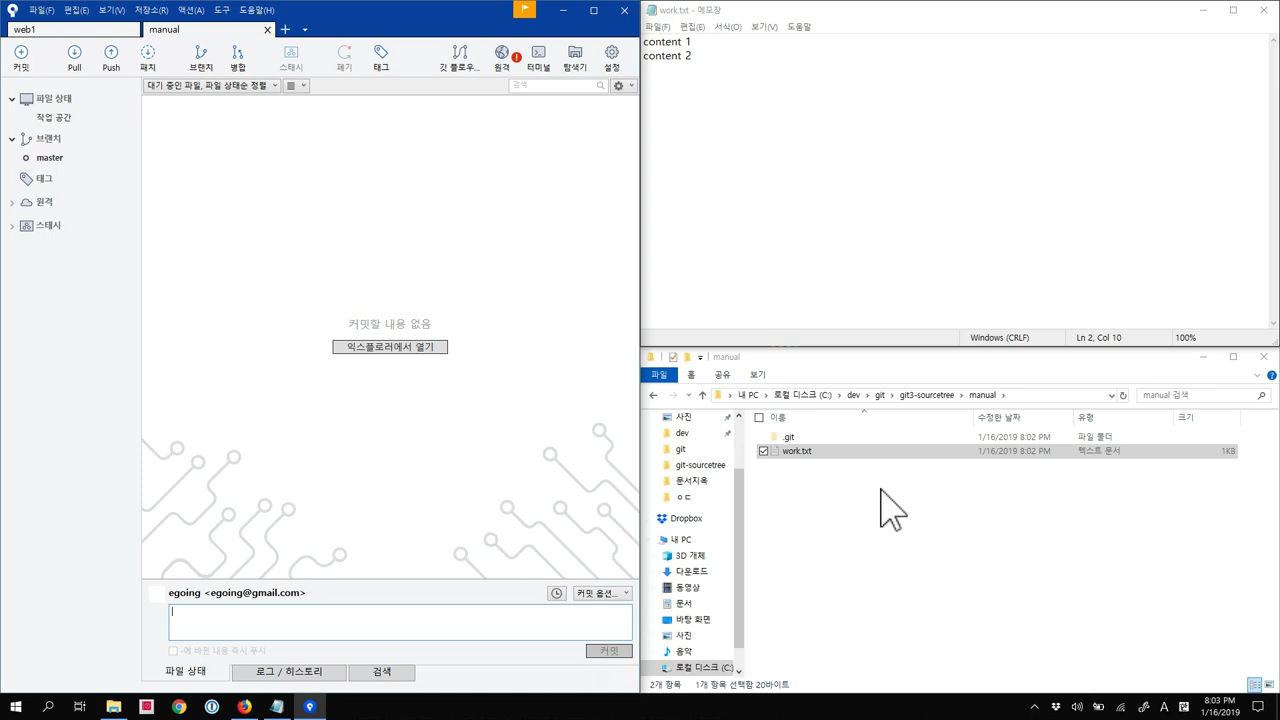 파일(F) 편집(E) 보기(V) 저장소(R) 액션(A) 도구 도움말(H)
web1
manual
커밋
Pull
Push
패치
브랜치
병합
스태시
폐기
태그
깃 플로우...
원격
터미널
탐색기
설정
파일 상태
작업 공간
브랜치
master
태그
원격
스태시
대기 중인 파일, 파일 상태순 정렬
검색
커밋할 내용 없음
익스플로러에서 열기
egoing <egoing@gmail.com>
커밋 옵션...
-에 바뀐 내용 즉시 푸시
커밋
파일 상태
로그 / 히스토리
검색
work.txt - 메모장
파일(F) 편집(E) 서식(O) 보기(V) 도움말
content 1
content 2
Windows (CRLF)
Ln 2, Col 10
100%
manual
파일 홈 공유 보기
내 PC › 로컬 디스크 (C:) › dev › git › git3-sourcetree › manual ›
manual 검색
사진
dev
git
git-sourcetree
문서지옥
ㅇㄷ
Dropbox
내 PC
3D 개체
다운로드
동영상
문서
바탕 화면
사진
음악
로컬 디스크 (C:)
이름 수정한 날짜 유형 크기
.git 1/16/2019 8:02 PM 파일 폴더
work.txt 1/16/2019 8:02 PM 텍스트 문서 1KB
2개 항목 1개 항목 선택함 20바이트
A
8:03 PM
1/16/2019